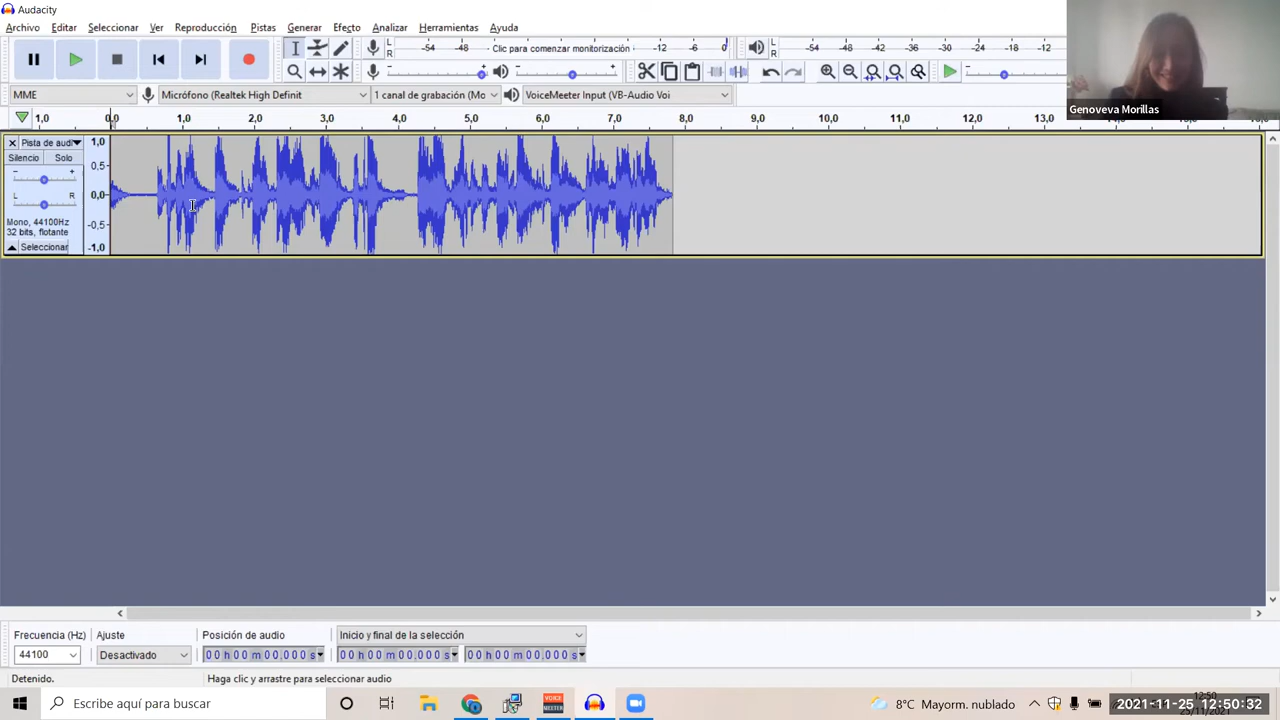 Audacity
Archivo Editar Seleccionar Ver Reproducción Pistas Generar Efecto Analizar Herramientas Ayuda
L R -54 -48 Clic para comenzar monitorización -12 -6 0 L R -54 -48 -42 -36 -30 -24 -18 -12
- + - +
MME Micrófono (Realtek High Definit 1 canal de grabación (Mo VoiceMeeter Input (VB-Audio Voi
Genoveva Morillas
1,0 0,0 1,0 2,0 3,0 4,0 5,0 6,0 7,0 8,0 9,0 10,0 11,0 12,0 13,0 14,0
Pista de audi 1,0
Silencio Solo
0,5
- +
L R 0,0
Mono, 44100Hz
-0,5
32 bits, flotante
Seleccionar -1,0
Frecuencia (Hz) Ajuste Posición de audio Inicio y final de la selección
44100 Desactivado 00 h 00 m 00,000 s 00 h 00 m 00,000 s 00 h 00 m 00,000 s
Detenido. Haga clic y arrastre para seleccionar audio
Escribe aquí para buscar VOICE MEETER 8°C Mayorm. nublado 12:50
2021-11-25 12:50:32